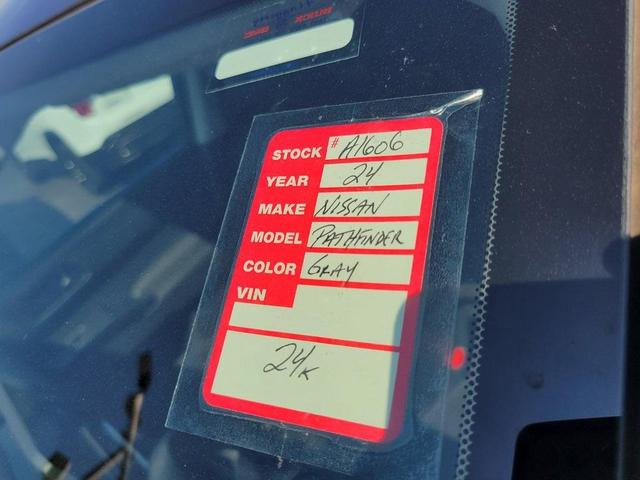 STOCK # A1606
YEAR 24
MAKE NISSAN
MODEL PATHFINDER
COLOR GRAY
VIN
24K